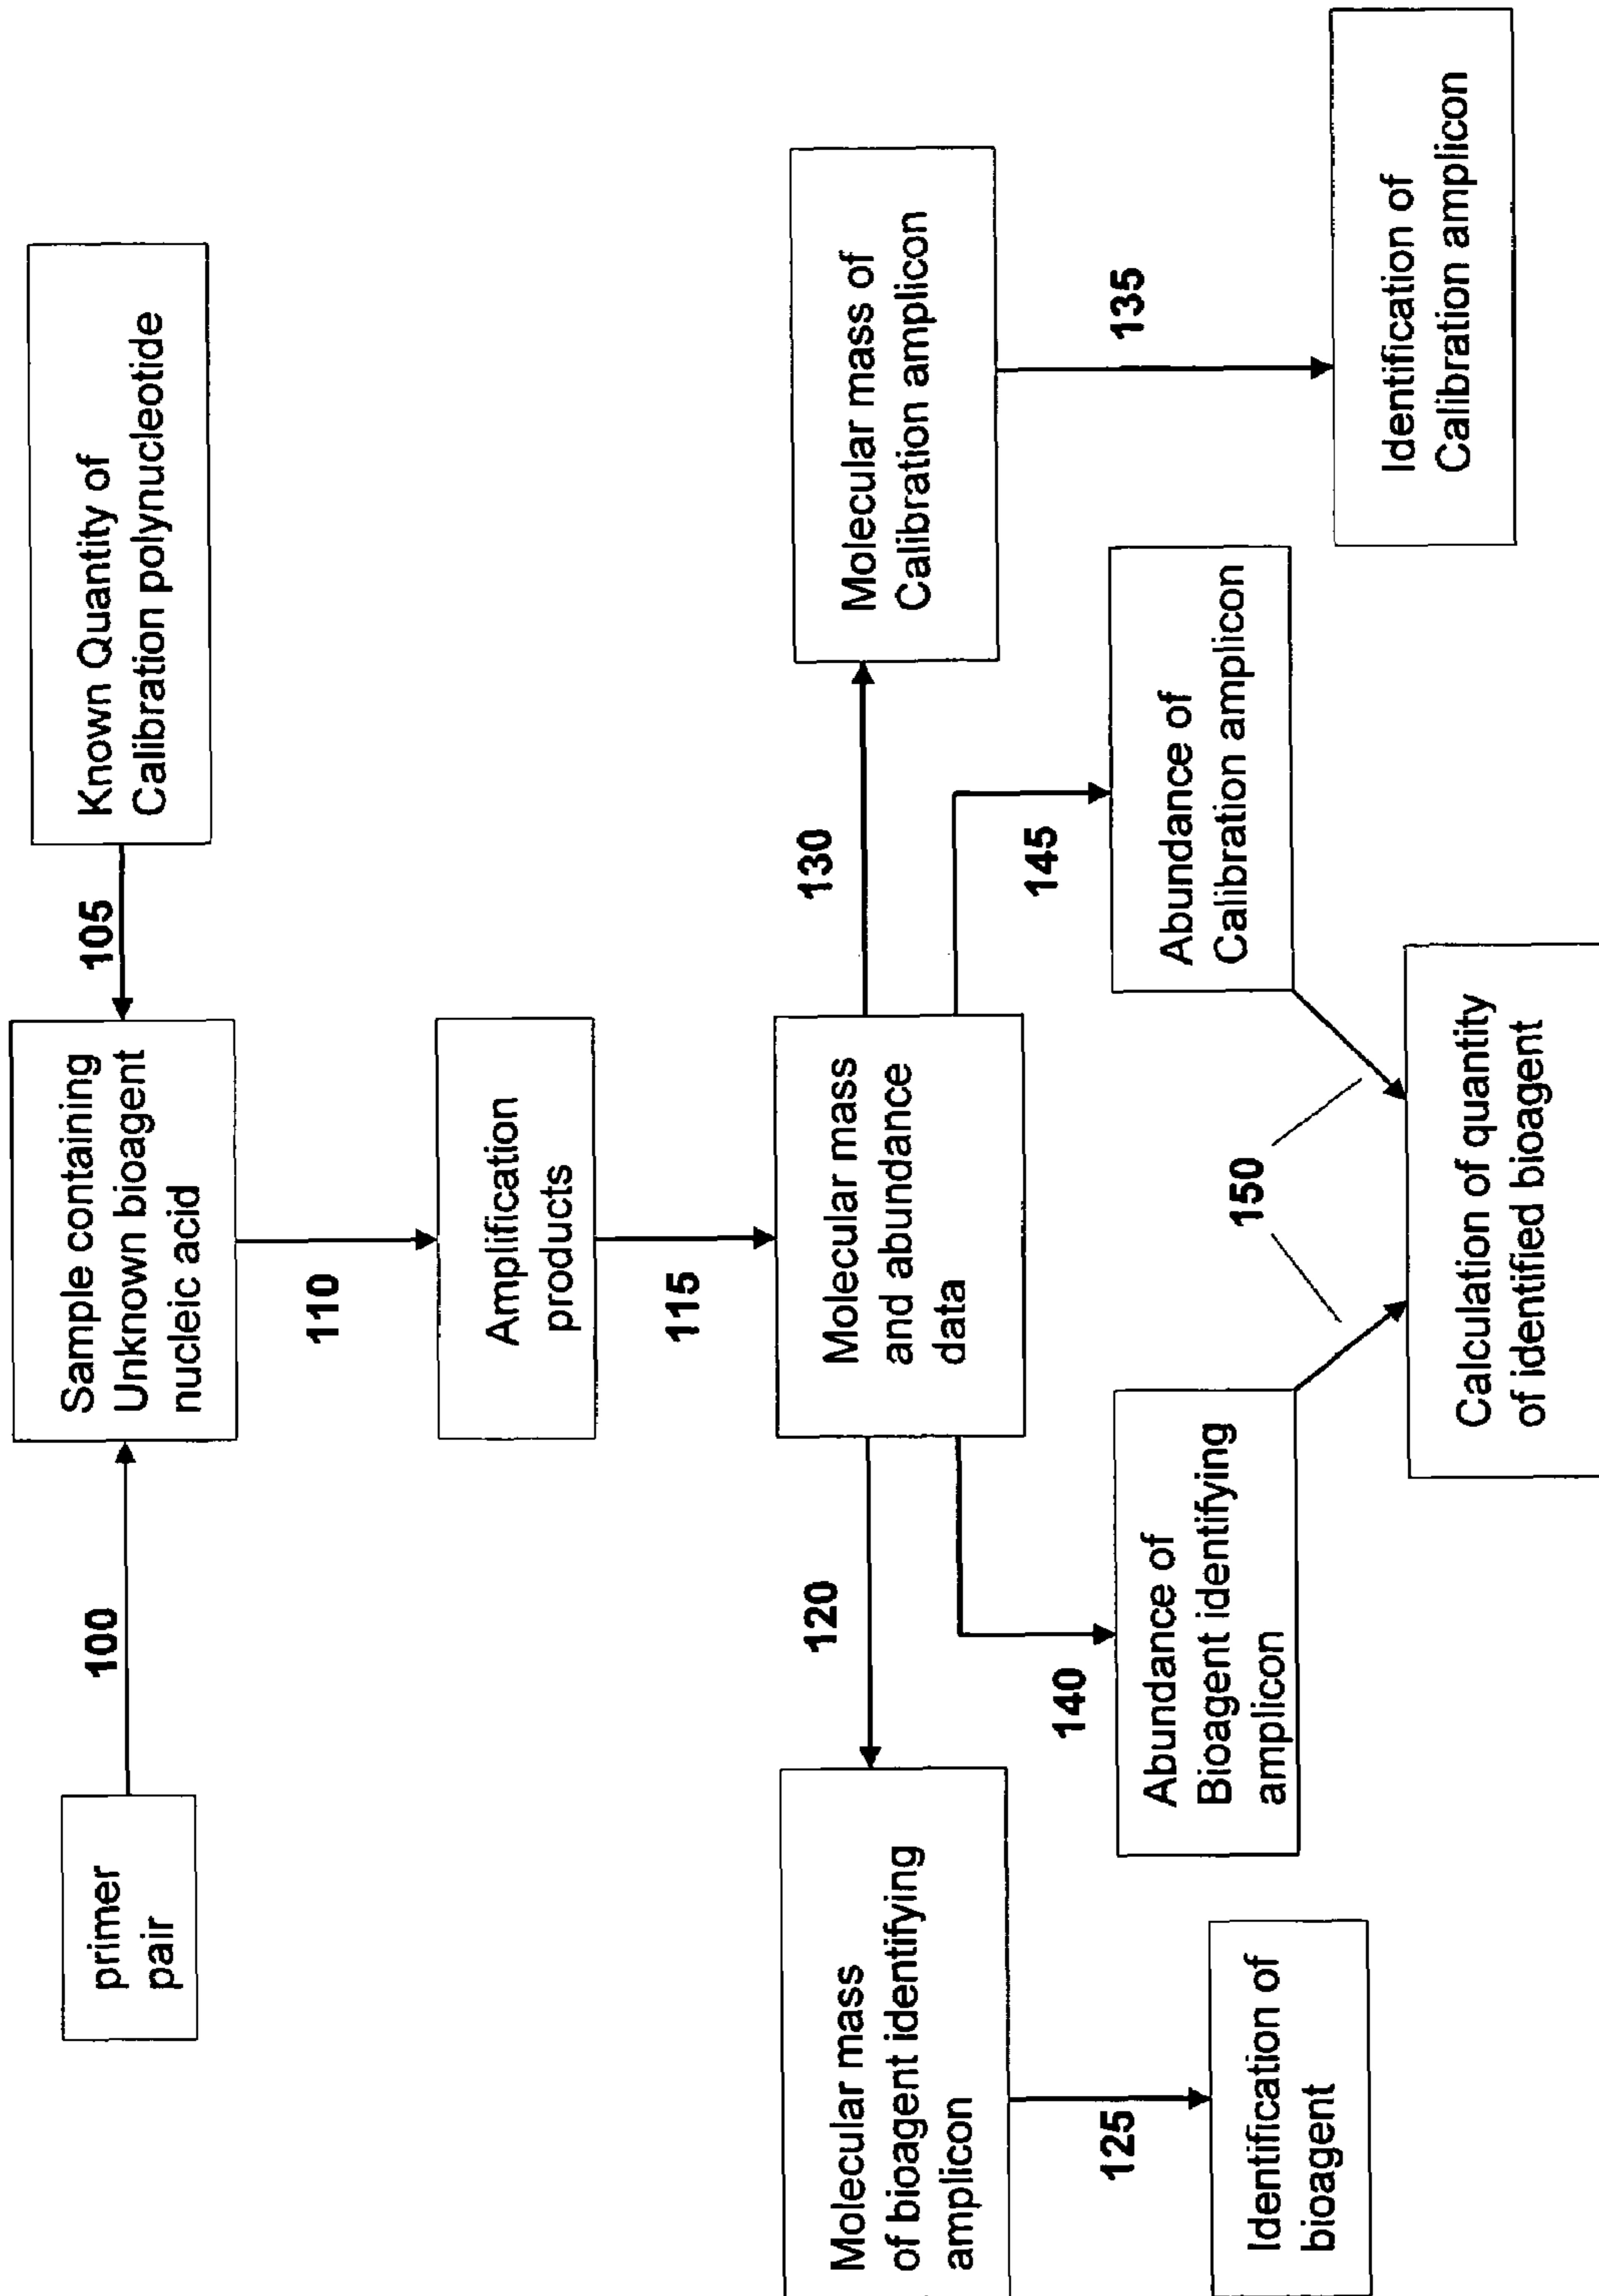 primer
pair
100
Sample containing
Unknown bioagent
nucleic acid
105
Known Quantity of
Calibration polynucleotide
110
Amplification
products
115
Molecular mass
and abundance
data
120
130
Molecular mass
of bioagent identifying
amplicon
Molecular mass of
Calibration amplicon
125
140
145
135
Identification of
bioagent
Abundance of
Bioagent identifying
amplicon
Abundance of
Calibration amplicon
Identification of
Calibration amplicon
150
Calculation of quantity
of identified bioagent